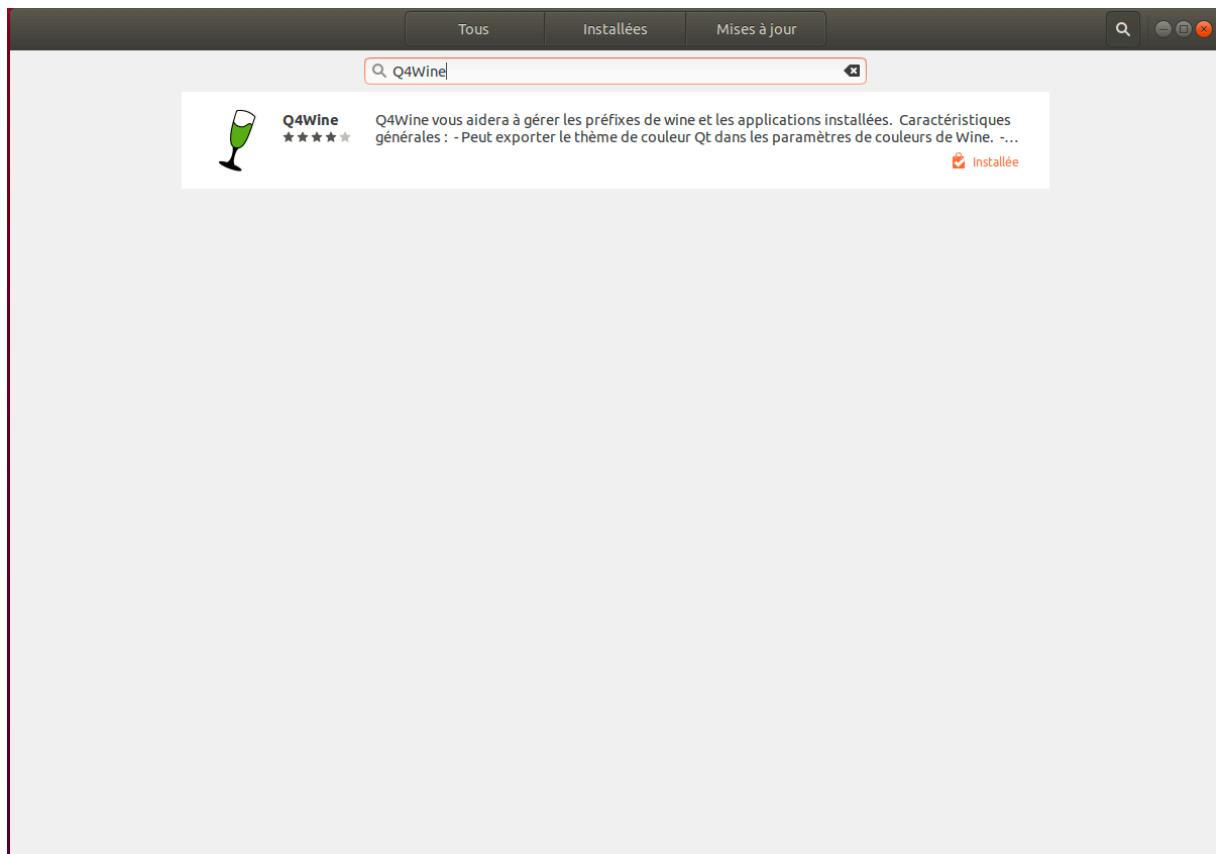 Tous
Installées
Mises à jour
Q4Wine
Q4Wine
Q4Wine vous aidera à gérer les préfixes de wine et les applications installées. Caractéristiques
générales : - Peut exporter le thème de couleur Qt dans les paramètres de couleurs de Wine. -...
Installée